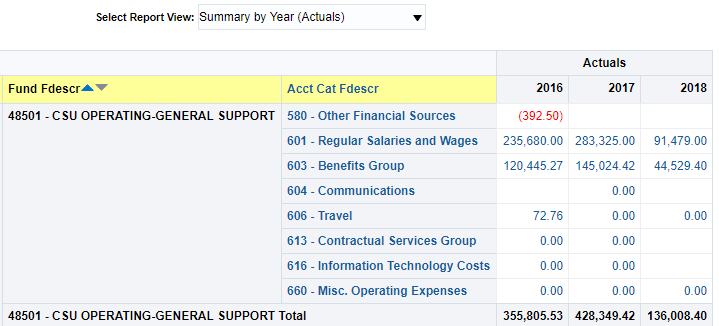 Select Report View: Summary by Year (Actuals)
Actuals
Fund Fdescr Acct Cat Fdescr 2016 2017 2018
48501 - CSU OPERATING-GENERAL SUPPORT 580 - Other Financial Sources (392.50)
601 - Regular Salaries and Wages 235,680.00 283,325.00 91,479.00
603 - Benefits Group 120,445.27 145,024.42 44,529.40
604 - Communications 0.00
606 - Travel 72.76 0.00 0.00
613 - Contractual Services Group 0.00 0.00
616 - Information Technology Costs 0.00 0.00
660 - Misc. Operating Expenses 0.00 0.00 0.00
48501 - CSU OPERATING-GENERAL SUPPORT Total 355,805.53 428,349.42 136,008.40